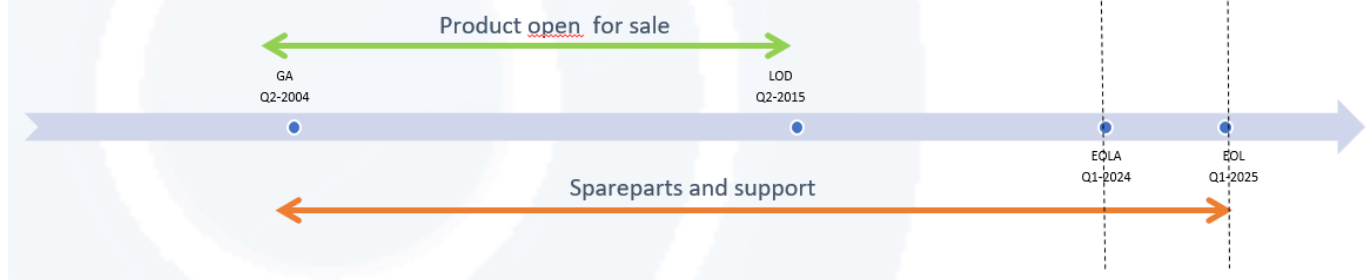 Product open  for sale
GA
Q2-2004
LOD
Q2-2015
EOLA
Q1-2024
EOL
Q1-2025
Spareparts and support